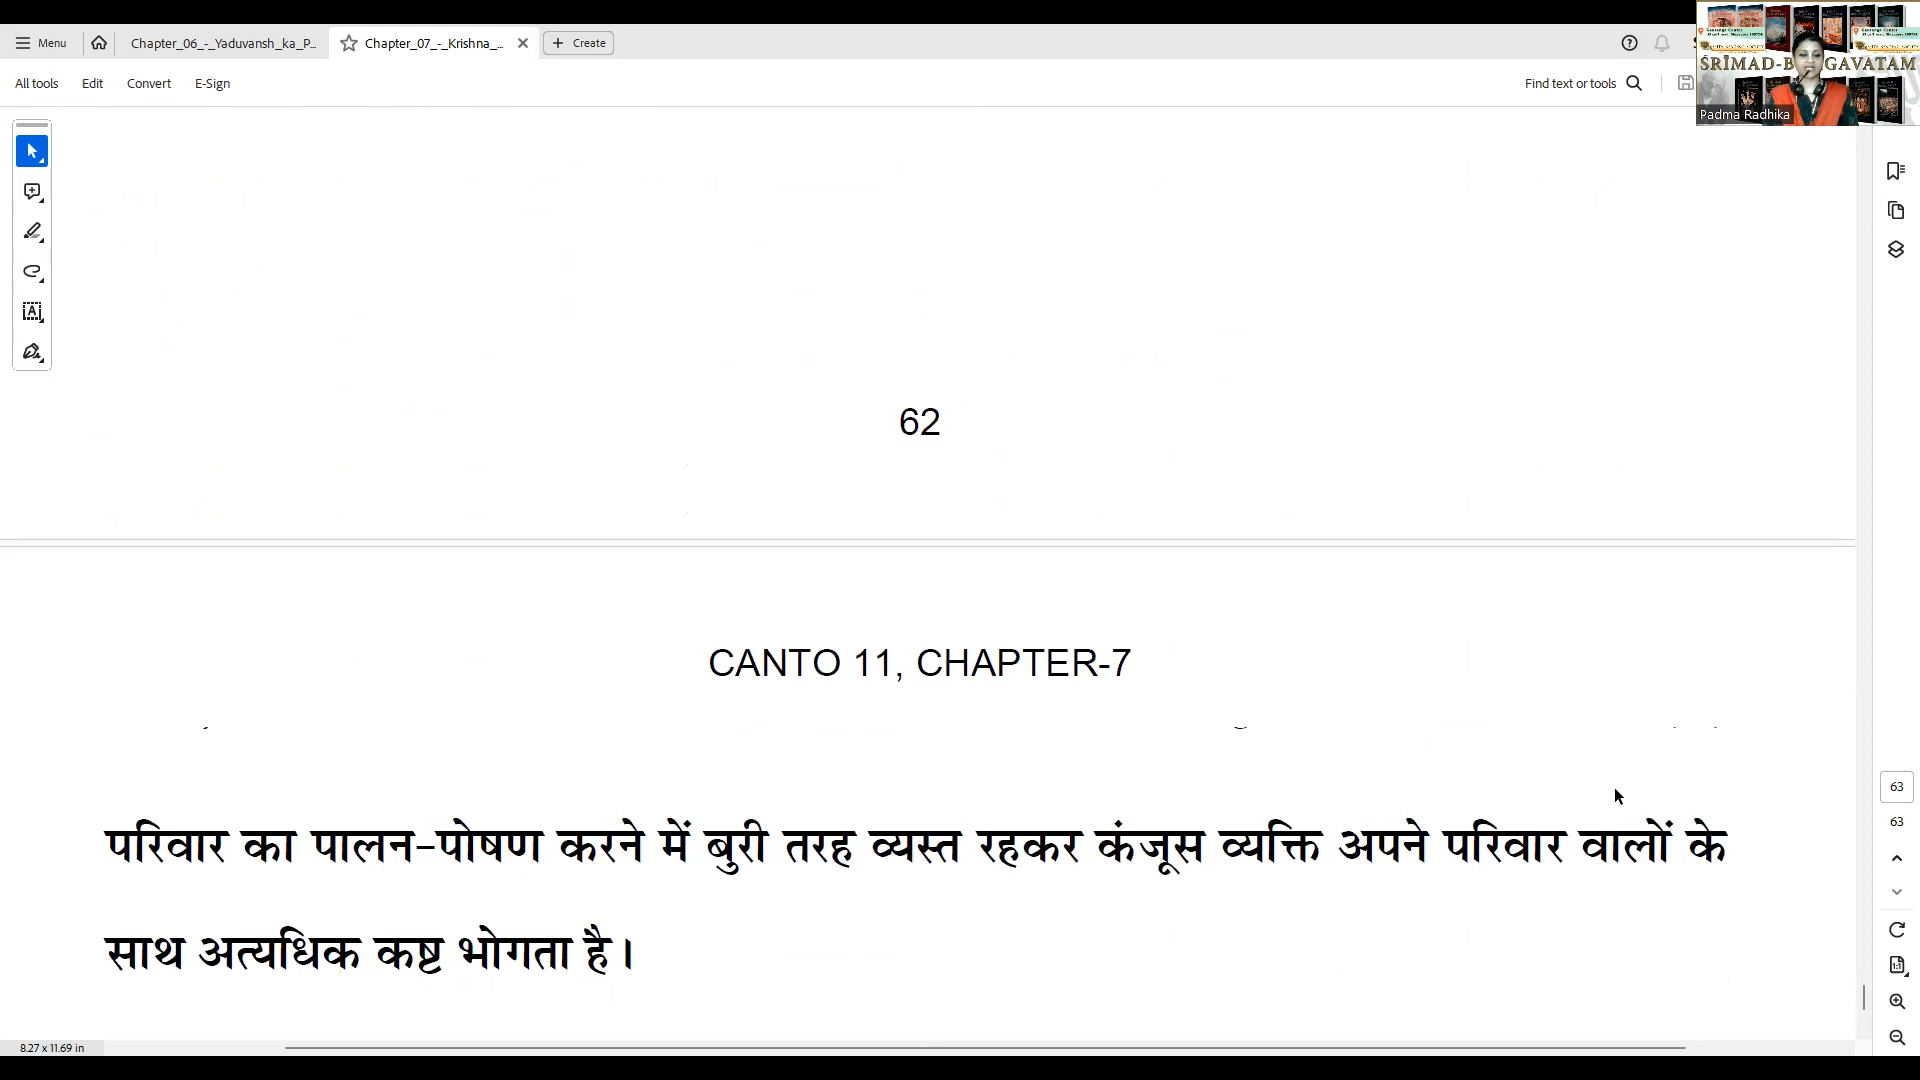 Menu
Chapter_06_-_Yaduvansh_ka_P...
Chapter_07_-_Krishna_...
Create
All tools
Edit
Convert
E-Sign
Find text or tools
ŚRĪMAD-B GAVATAM
Padma Radhika
62
CANTO 11, CHAPTER-7
परिवार का पालन-पोषण करने में बुरी तरह व्यस्त रहकर कंजूस व्यक्ति अपने परिवार वालों के
साथ अत्यधिक कष्ट भोगता है।
63
63
8.27 x 11.69 in